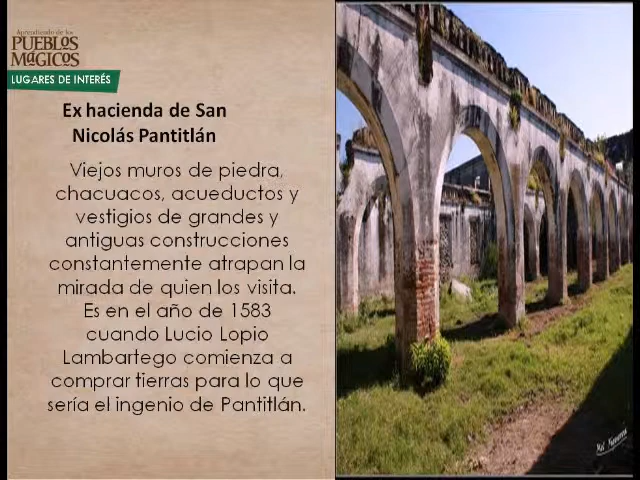 Aprendiendo de los
PUEBLOS
MÁGICOS
LUGARES DE INTERÉS
Ex hacienda de San
Nicolás Pantitlán
Viejos muros de piedra,
chacuacos, acueductos y
vestigios de grandes y
antiguas construcciones
constantemente atrapan la
mirada de quien los visita.
Es en el año de 1583
cuando Lucio Lopio
Lambartego comienza a
comprar tierras para lo que
sería el ingenio de Pantitlán.